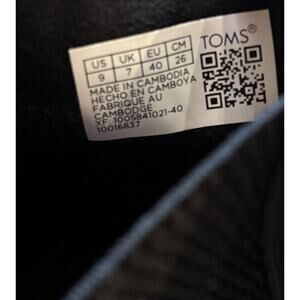 US UK EU CM TOMS®
9 7 40 26
MADE IN CAMBODIA
HECHO EN CAMBOYA
FABRIQUE AU
CAMBODGE
XF: 1005841021-40
10016837